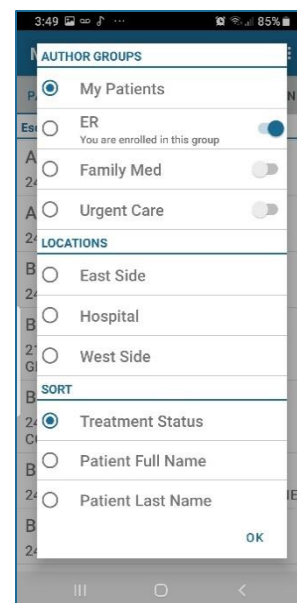 3:49 85%
AUTHOR GROUPS
My Patients
ER
You are enrolled in this group
Family Med
Urgent Care
LOCATIONS
East Side
Hospital
West Side
SORT
Treatment Status
Patient Full Name
Patient Last Name
OK